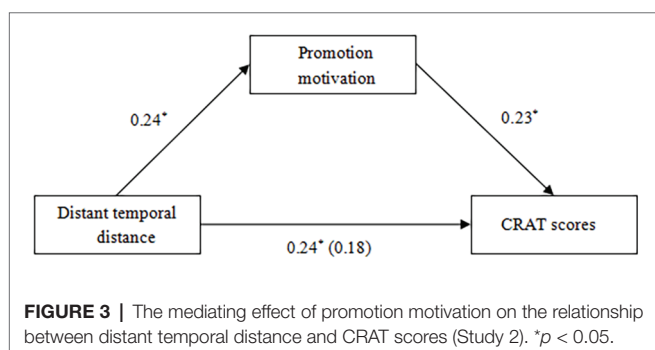 Promotion
motivation
0.24*
0.23*
Distant temporal
distance
CRAT scores
0.24* (0.18)
FIGURE 3 | The mediating effect of promotion motivation on the relationship
between distant temporal distance and CRAT scores (Study 2). *p < 0.05.